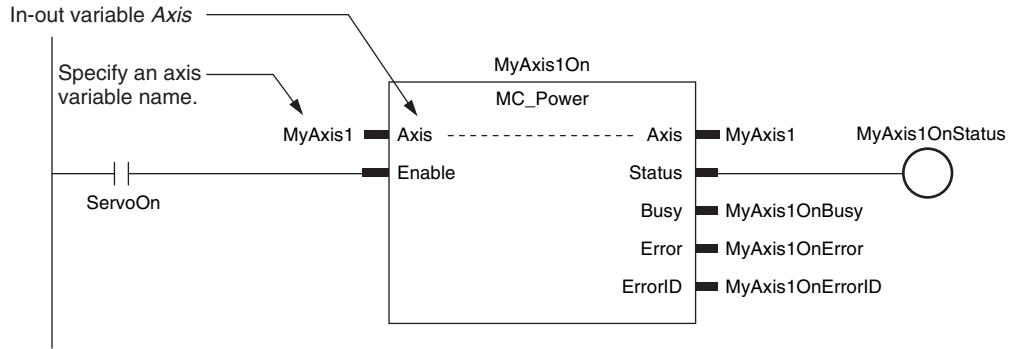 In-out variable Axis
Specify an axis
variable name.
MyAxis1On
MC_Power
MyAxis1 Axis Axis MyAxis1
MyAxis1OnStatus
Enable Status
ServoOn
Busy MyAxis1OnBusy
Error MyAxis1OnError
ErrorID MyAxis1OnErrorID